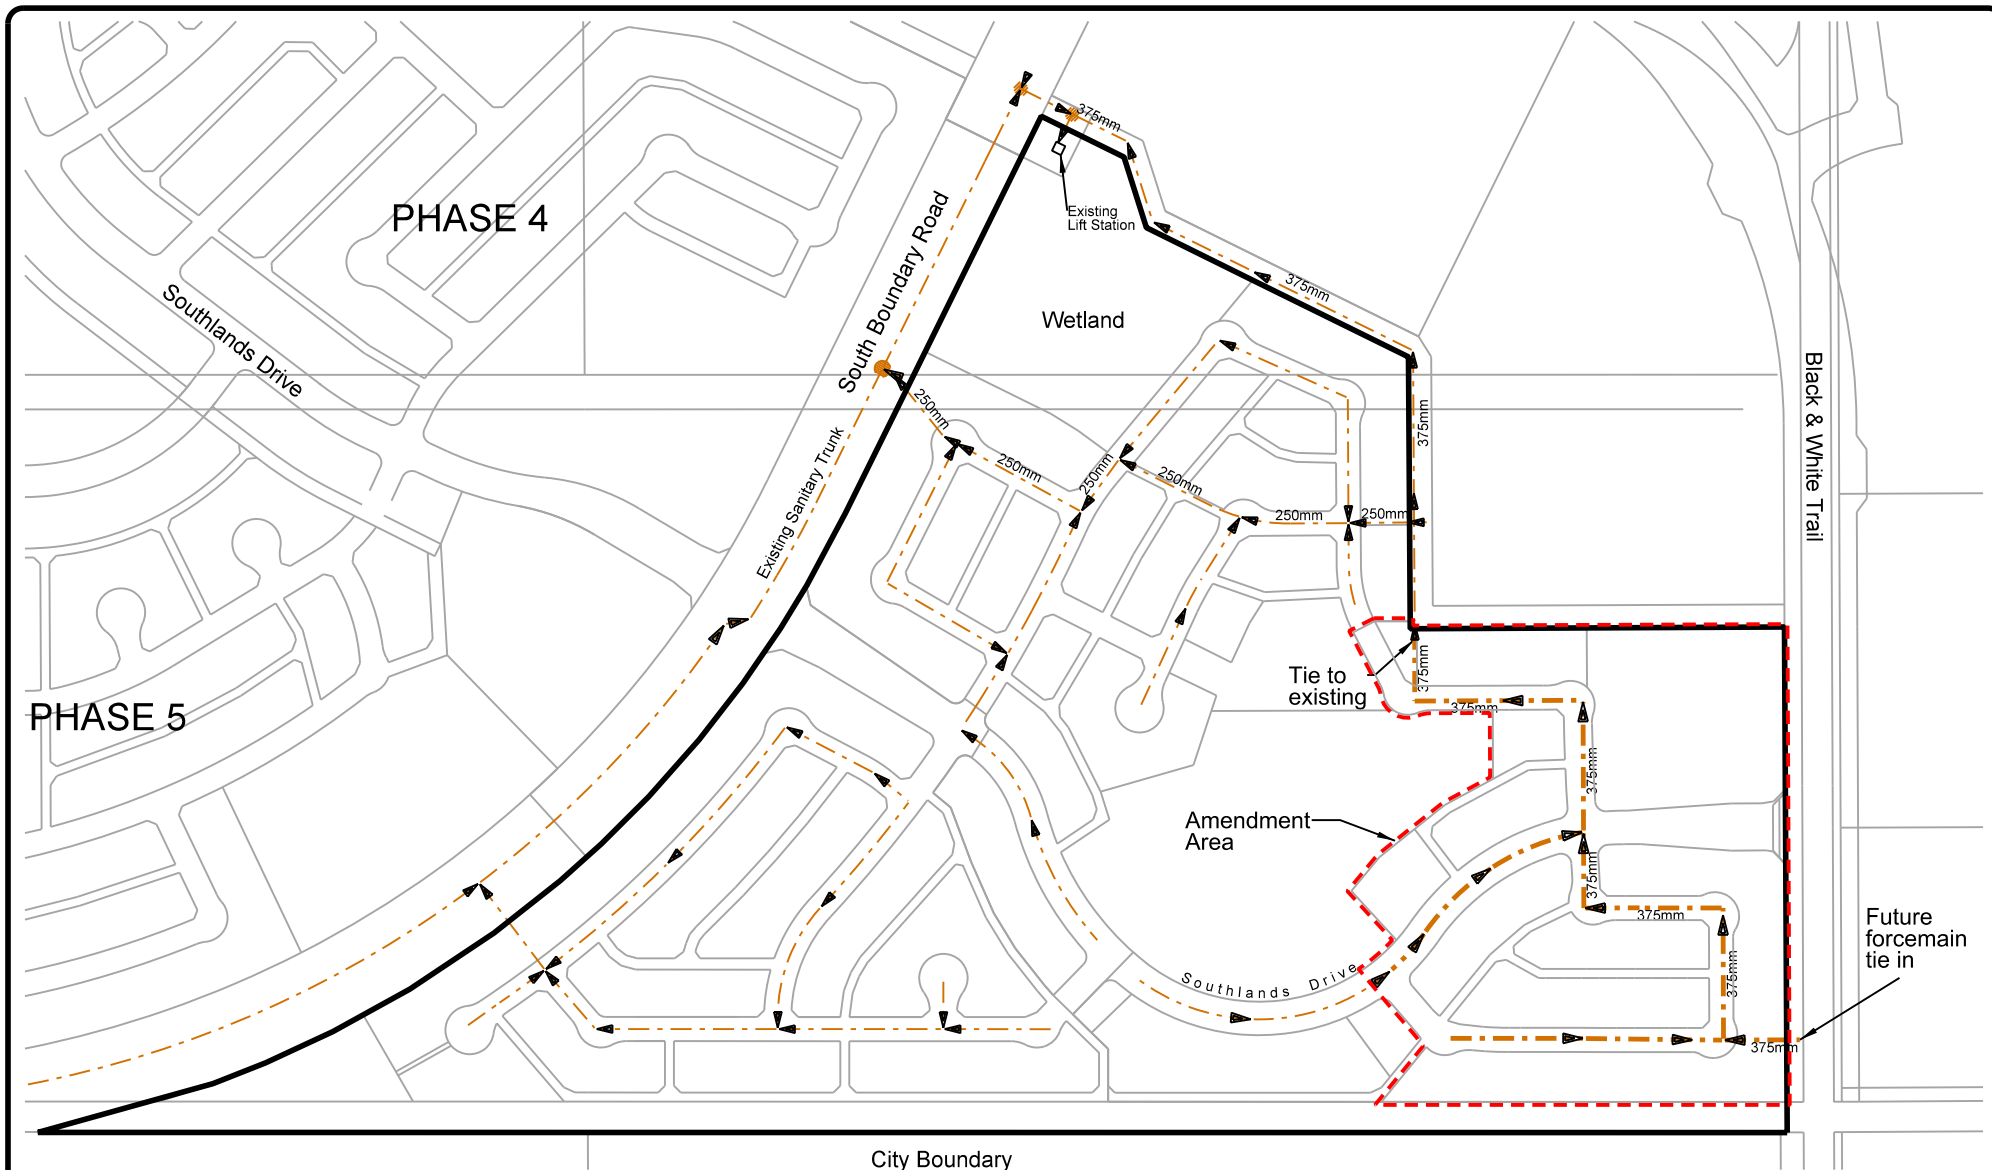 375mm
Existing
Lift Station
PHASE 4
South Boundary Road
375mm
Southlands Drive
Wetland
Black & White Trail
250mm
375mm
Existing Sanitary Trunk
250mm
250mm
250mm
250mm
250mm
Tie to
existing
375mm
375mm
PHASE 5
375mm
Amendment
Area
375mm
375mm
Future
forcemain
tie in
Southlands Drive
375mm
375mm
City Boundary